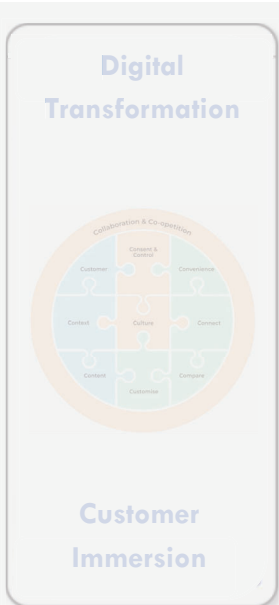 Digital
Transformation
Collaboration & Co-opetition
Consent &
Control
Customer
Convenience
Context
Culture
Connect
Content
Compare
Customise
Customer
Immersion